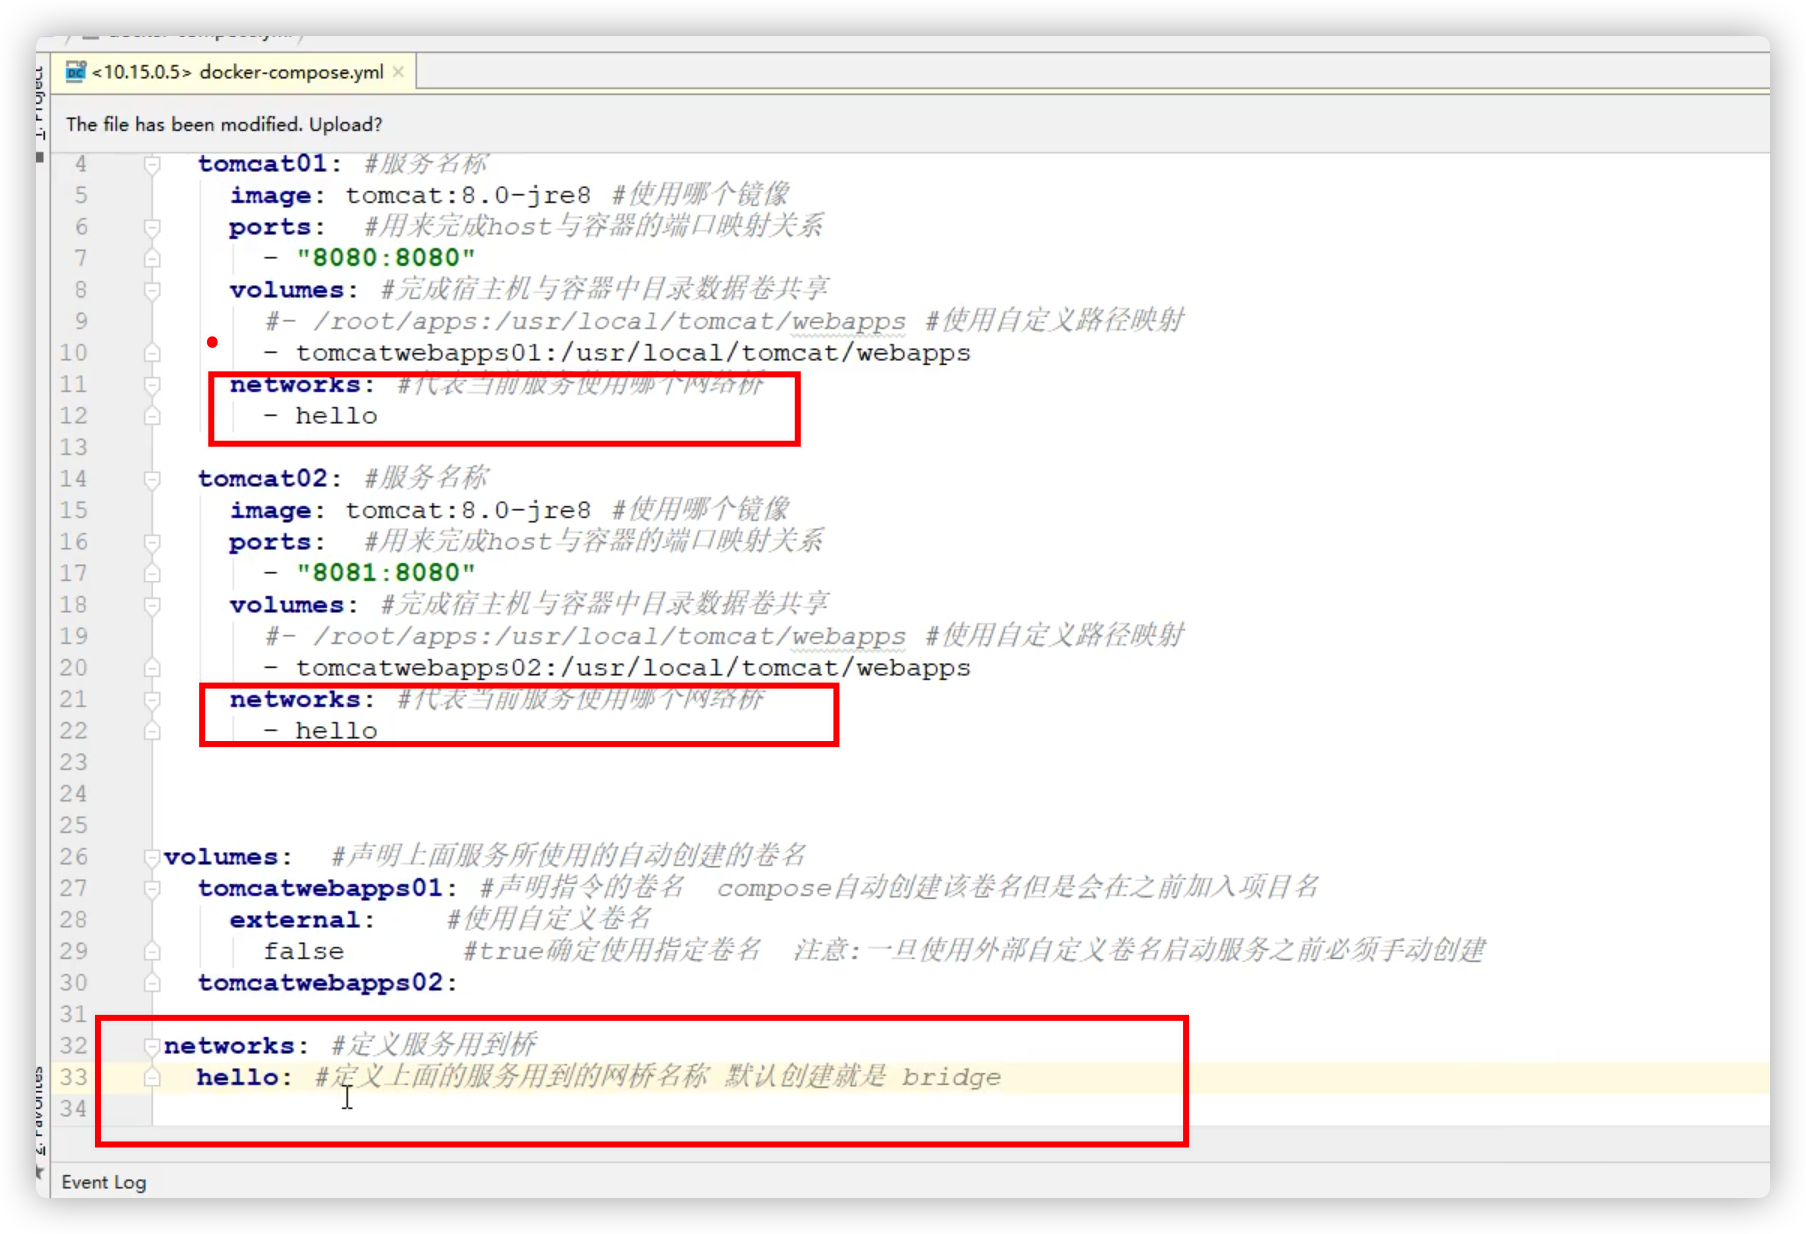 <10.15.0.5> docker-compose.yml
The file has been modified. Upload?
4 tomcat01: #服务名称
5 image: tomcat:8.0-jre8 #使用哪个镜像
6 ports: #用来完成host与容器的端口映射关系
7 - "8080:8080"
8 volumes: #完成宿主机与容器中目录数据卷共享
9 #- /root/apps:/usr/local/tomcat/webapps #使用自定义路径映射
10 - tomcatwebapps01:/usr/local/tomcat/webapps
11 networks: #代表当前服务使用哪个网络桥
12 - hello
13
14 tomcat02: #服务名称
15 image: tomcat:8.0-jre8 #使用哪个镜像
16 ports: #用来完成host与容器的端口映射关系
17 - "8081:8080"
18 volumes: #完成宿主机与容器中目录数据卷共享
19 #- /root/apps:/usr/local/tomcat/webapps #使用自定义路径映射
20 - tomcatwebapps02:/usr/local/tomcat/webapps
21 networks: #代表当前服务使用哪个网络桥
22 - hello
23
24
25
26 volumes: #声明上面服务所使用的自动创建的卷名
27 tomcatwebapps01: #声明指令的卷名 compose自动创建该卷名但是会在之前加入项目名
28 external: #使用自定义卷名
29 false #true确定使用指定卷名 注意:一旦使用外部自定义卷名启动服务之前必须手动创建
30 tomcatwebapps02:
31
32 networks: #定义服务用到桥
33 hello: #定义上面的服务用到的网桥名称 默认创建就是 bridge
34
Event Log